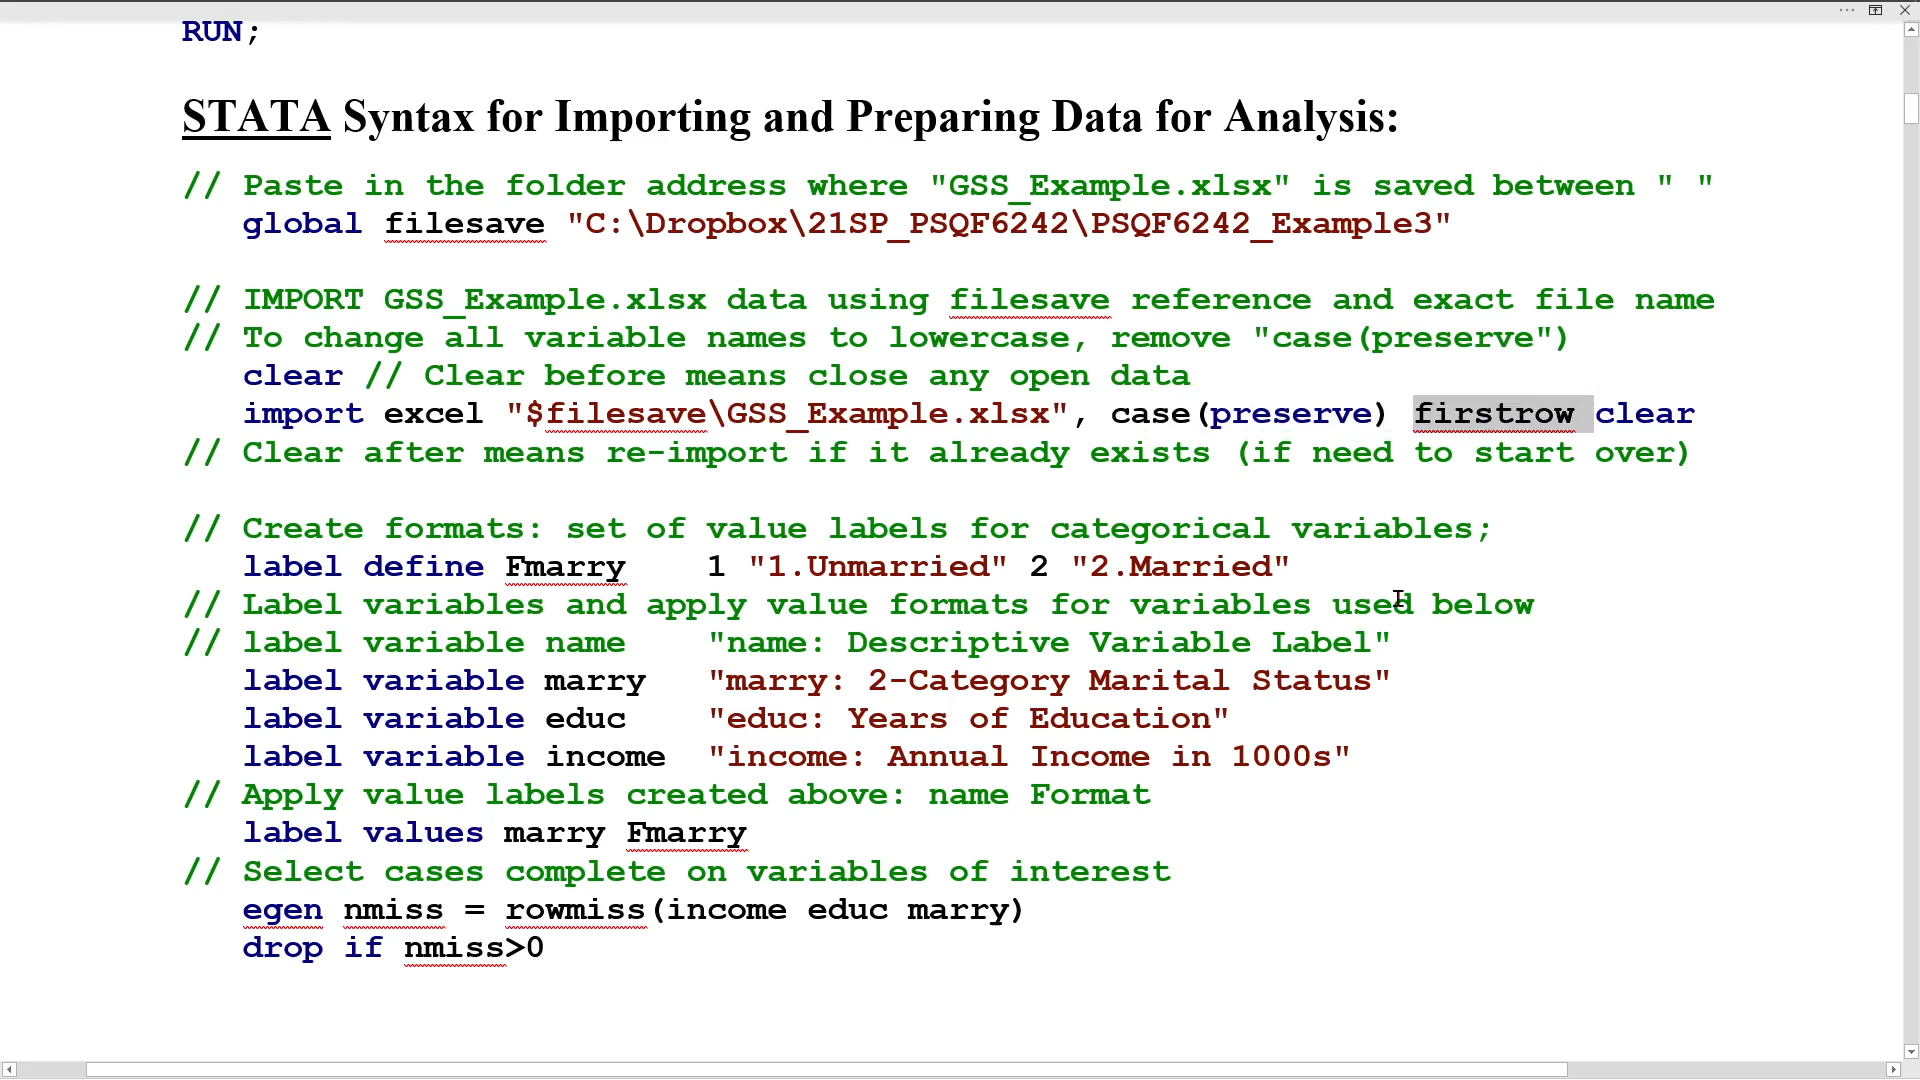 RUN;
STATA Syntax for Importing and Preparing Data for Analysis:
// Paste in the folder address where "GSS_Example.xlsx" is saved between " "
global filesave "C:\Dropbox\21SP_PSQF6242\PSQF6242_Example3"
// IMPORT GSS_Example.xlsx data using filesave reference and exact file name
// To change all variable names to lowercase, remove "case(preserve")
clear // Clear before means close any open data
import excel "$filesave\GSS_Example.xlsx", case(preserve) firstrow clear
// Clear after means re-import if it already exists (if need to start over)
// Create formats: set of value labels for categorical variables;
label define Fmarry 1 "1.Unmarried" 2 "2.Married"
// Label variables and apply value formats for variables used below
// label variable name "name: Descriptive Variable Label"
label variable marry "marry: 2-Category Marital Status"
label variable educ "educ: Years of Education"
label variable income "income: Annual Income in 1000s"
// Apply value labels created above: name Format
label values marry Fmarry
// Select cases complete on variables of interest
egen nmiss = rowmiss(income educ marry)
drop if nmiss>0